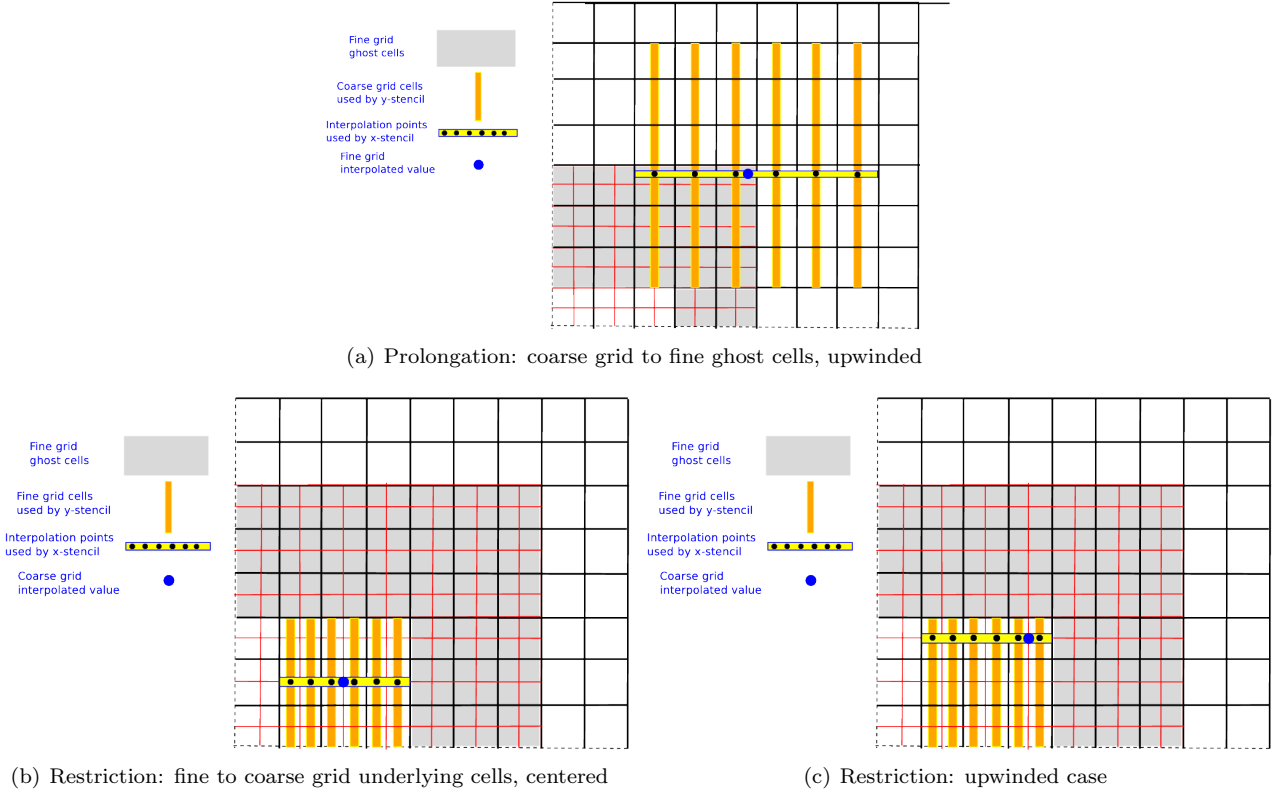 Fine grid
ghost cells
Coarse grid cells
used by y-stencil
Interpolation points
used by x-stencil
Fine grid
interpolated value
(a) Prolongation: coarse grid to fine ghost cells, upwinded
Fine grid
ghost cells
Fine grid cells
used by y-stencil
Interpolation points
used by x-stencil
Coarse grid
interpolated value
(b) Restriction: fine to coarse grid underlying cells, centered
Fine grid
ghost cells
Fine grid cells
used by y-stencil
Interpolation points
used by x-stencil
Coarse grid
interpolated value
(c) Restriction: upwinded case